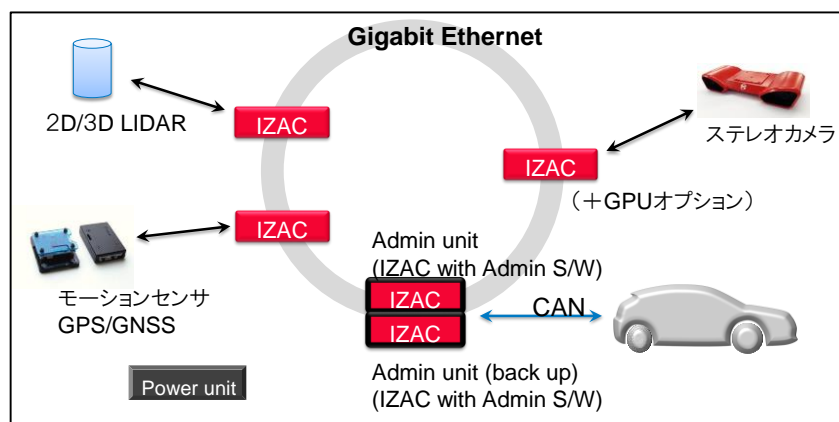 Gigabit Ethernet
2D/3D LIDAR
IZAC
ステレオカメラ
IZAC
(＋GPUオプション)
IZAC
モーションセンサ
GPS/GNSS
Admin unit
(IZAC with Admin S/W)
IZAC
IZAC
CAN
Admin unit (back up)
(IZAC with Admin S/W)
Power unit